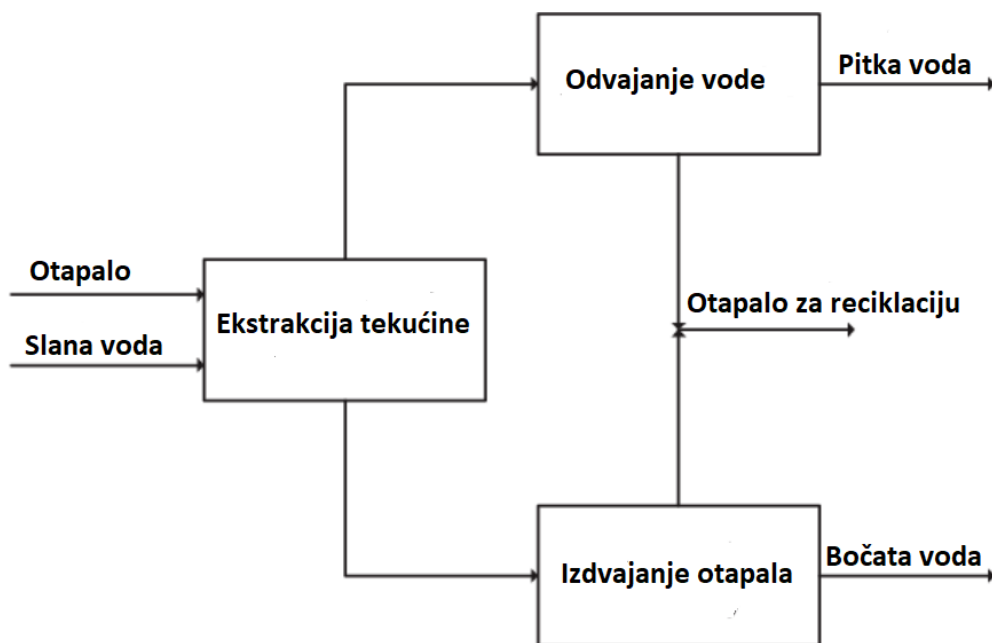 Odvajanje vode
Pitka voda
Otapalo
Slana voda
Ekstrakcija tekućine
Otapalo za reciklaciju
Izdvajanje otapala
Bočata voda